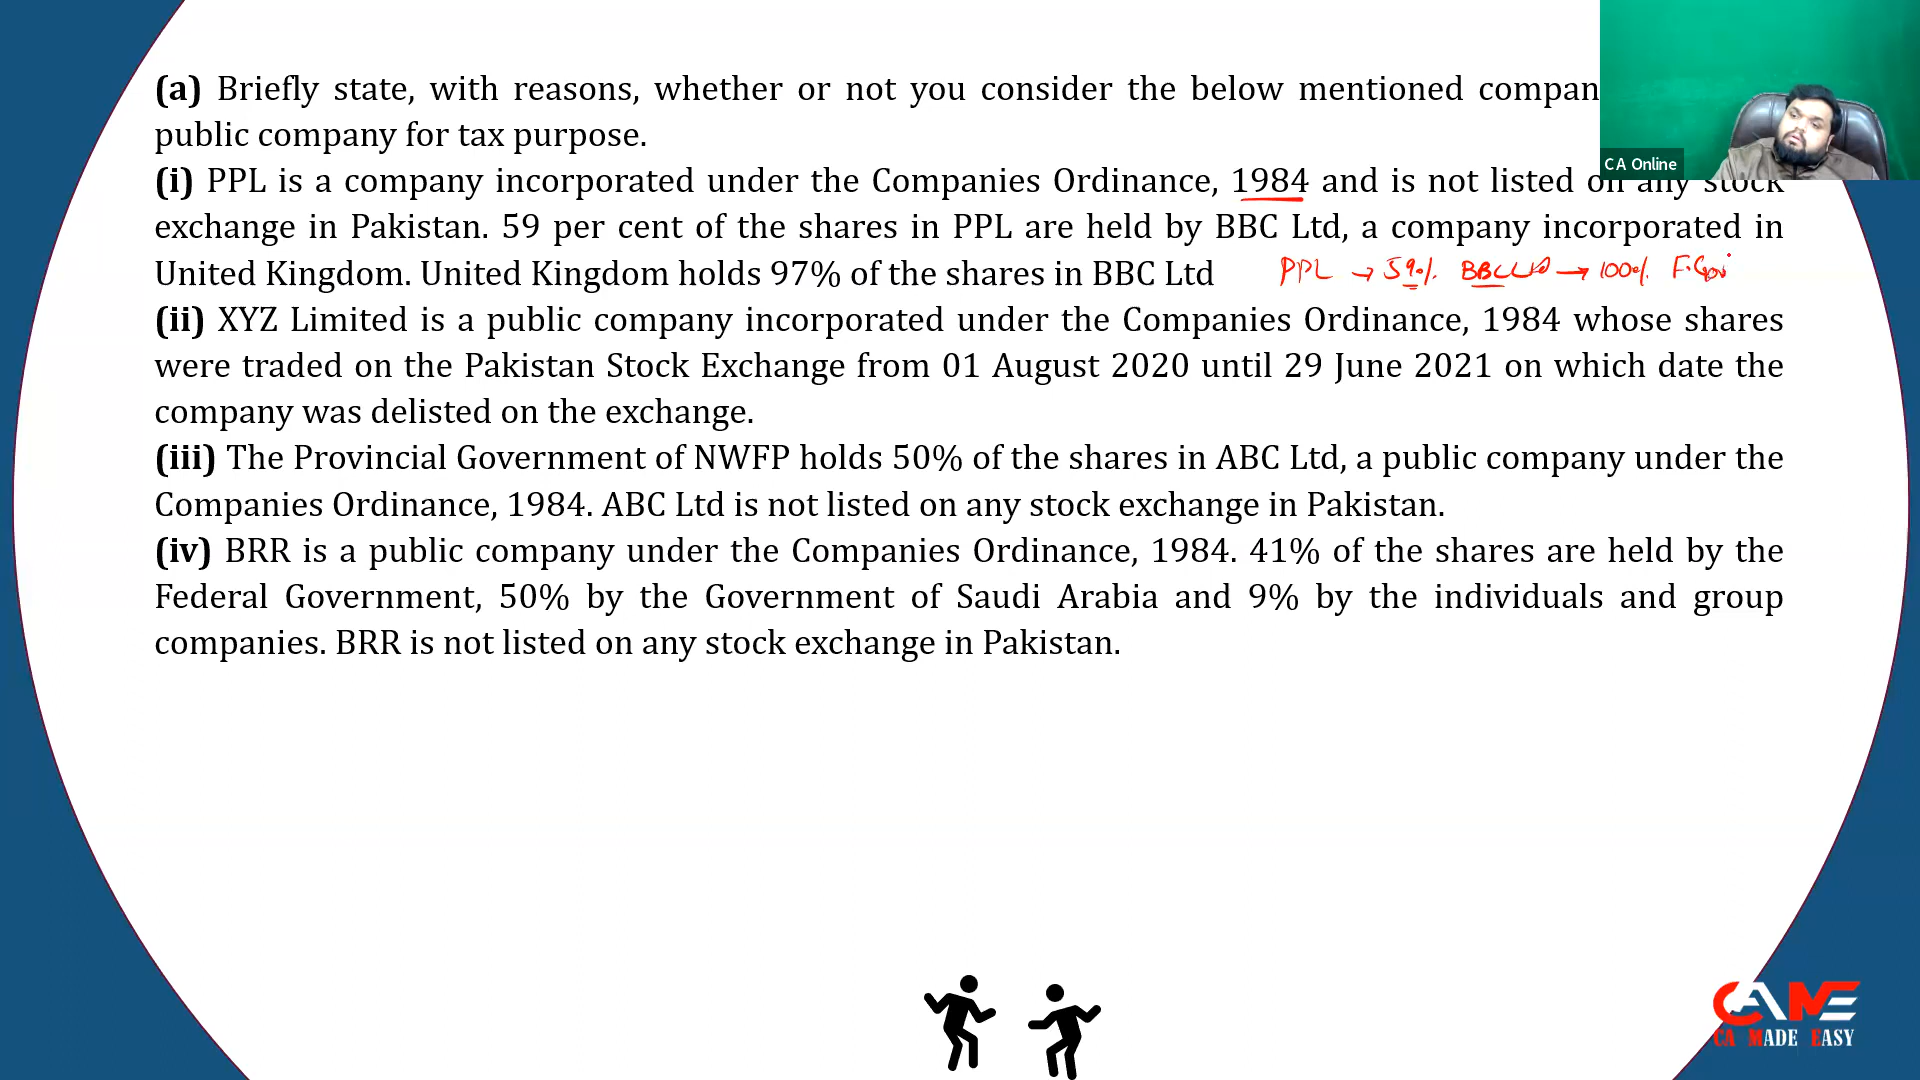 (a) Briefly state, with reasons, whether or not you consider the below mentioned compan
public company for tax purpose.
(i) PPL is a company incorporated under the Companies Ordinance, 1984 and is not listed on any stock
exchange in Pakistan. 59 per cent of the shares in PPL are held by BBC Ltd, a company incorporated in
United Kingdom. United Kingdom holds 97% of the shares in BBC Ltd PPL → 59% BBC Ltd → 100% F.Gov
(ii) XYZ Limited is a public company incorporated under the Companies Ordinance, 1984 whose shares
were traded on the Pakistan Stock Exchange from 01 August 2020 until 29 June 2021 on which date the
company was delisted on the exchange.
(iii) The Provincial Government of NWFP holds 50% of the shares in ABC Ltd, a public company under the
Companies Ordinance, 1984. ABC Ltd is not listed on any stock exchange in Pakistan.
(iv) BRR is a public company under the Companies Ordinance, 1984. 41% of the shares are held by the
Federal Government, 50% by the Government of Saudi Arabia and 9% by the individuals and group
companies. BRR is not listed on any stock exchange in Pakistan.
C A Online
CAME
CA MADE EASY